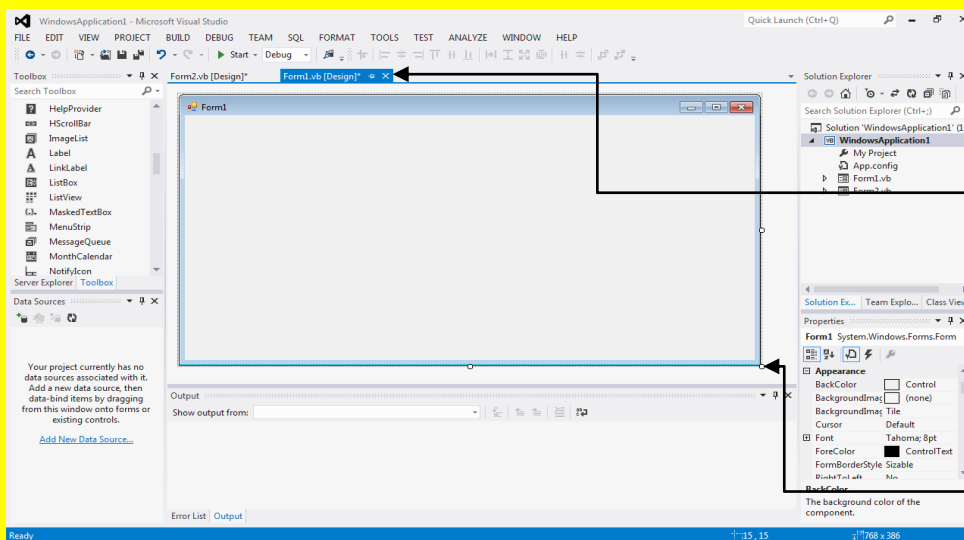 WindowsApplication1 - Microsoft Visual Studio
Quick Launch (Ctrl+Q)
FILE EDIT VIEW PROJECT BUILD DEBUG TEAM SQL FORMAT TOOLS TEST ANALYZE WINDOW HELP
Start Debug
Toolbox
Search Toolbox
HelpProvider
HScrollBar
ImageList
Label
LinkLabel
ListBox
ListView
MaskedTextBox
MenuStrip
MessageQueue
MonthCalendar
NotifyIcon
Server Explorer Toolbox
Data Sources
Your project currently has no
data sources associated with it.
Add a new data source, then
data-bind items by dragging
from this window onto forms or
existing controls.
Add New Data Source...
Form2.vb [Design]* Form1.vb [Design]*
Form1
Output
Show output from:
Error List Output
Solution Explorer
Search Solution Explorer (Ctrl+;)
Solution 'WindowsApplication1' (1
WindowsApplication1
My Project
App.config
Form1.vb
Form2.vb
Solution Ex... Team Explo... Class View
Properties
Form1 System.Windows.Forms.Form
Appearance
BackColor Control
BackgroundImag (none)
BackgroundImag Tile
Cursor Default
Font Tahoma; 8pt
ForeColor ControlText
FormBorderStyle Sizable
RightToLeft No
BackColor
The background color of the
component.
Ready 15 , 15 768 x 386